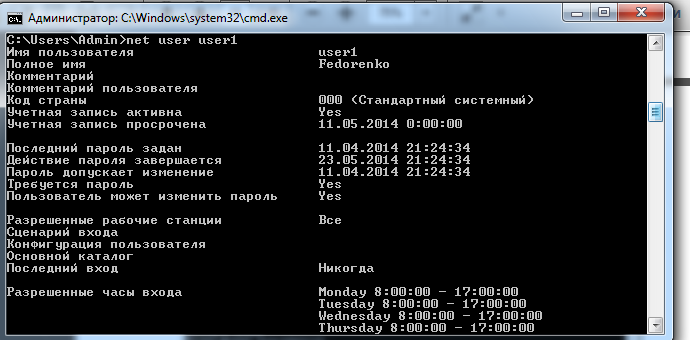 Администратор: C:\Windows\system32\cmd.exe
C:\Users\Admin>net user user1
Имя пользователя user1
Полное имя Fedorenko
Комментарий
Комментарий пользователя
Код страны 000 (Стандартный системный)
Учетная запись активна Yes
Учетная запись просрочена 11.05.2014 0:00:00
Последний пароль задан 11.04.2014 21:24:34
Действие пароля завершается 23.05.2014 21:24:34
Пароль допускает изменение 11.04.2014 21:24:34
Требуется пароль Yes
Пользователь может изменить пароль Yes
Разрешенные рабочие станции Все
Сценарий входа
Конфигурация пользователя
Основной каталог
Последний вход Никогда
Разрешенные часы входа Monday 8:00:00 - 17:00:00
Tuesday 8:00:00 - 17:00:00
Wednesday 8:00:00 - 17:00:00
Thursday 8:00:00 - 17:00:00